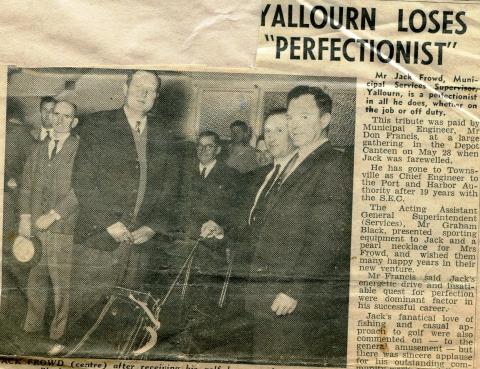 YALLOURN LOSES
"PERFECTIONIST"
Mr Jack Frowd, Muni-
cipal Services Supervisor,
Yallourn, is a perfectionist
in all he does, whether on
the job or off duty.
This tribute was paid by
Municipal Engineer, Mr
Don Francis, at a large
gathering in the Depot
Canteen on May 28 when
Jack was farewelled.
He has gone to Towns-
ville as Chief Engineer to
the Port and Harbor Au-
thority after 19 years with
the S.E.C.
The Acting Assistant
General Superintendent
(Services), Mr Graham
Black, presented sporting
equipment to Jack and a
pearl necklace for Mrs
Frowd, and wished them
many happy years in their
new venture.
Mr Francis said Jack's
energetic drive and insati-
able quest for perfection
were dominant factor in
his successful career.
Jack's fanatical love of
fishing and casual ap-
proach to golf were also
commented on — to the
general amusement — but
there was sincere applause
for his outstanding com-
JACK FROWD (centre) after receiving his golf